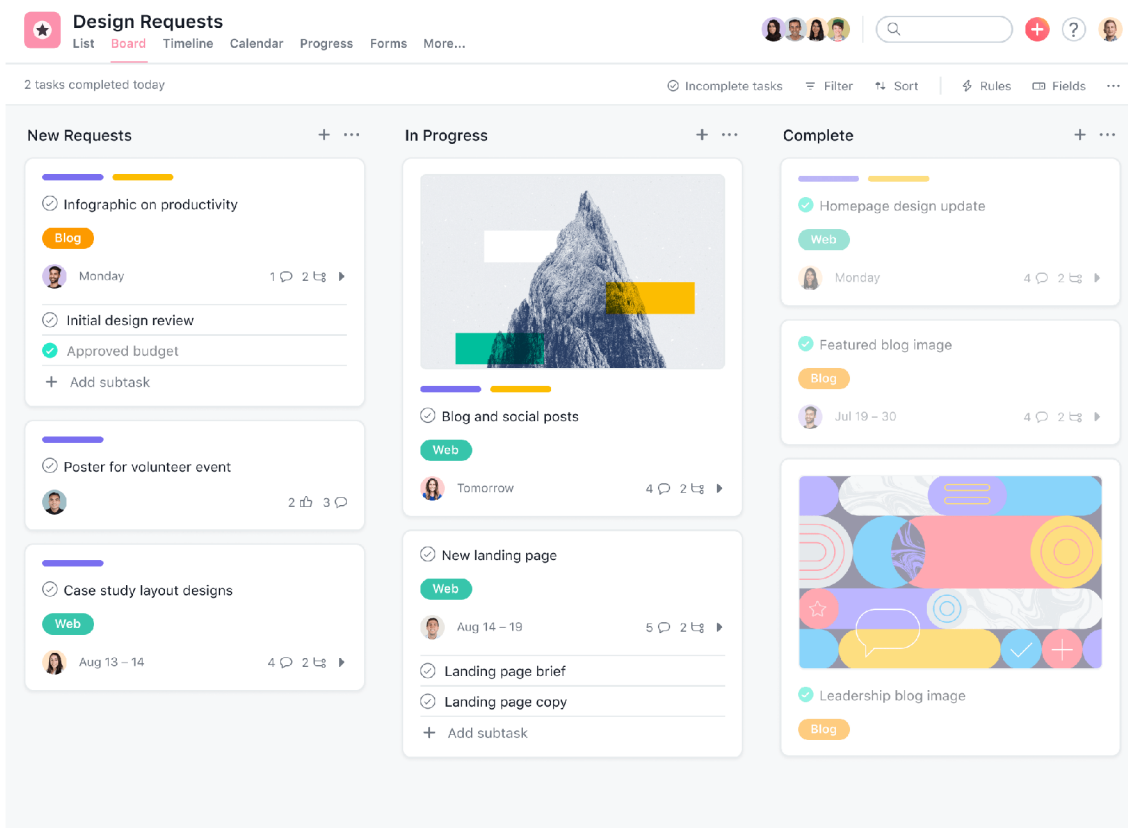 Design Requests
List Board Timeline Calendar Progress Forms More...
2 tasks completed today
Incomplete tasks Filter Sort Rules Fields
New Requests
Infographic on productivity
Blog
Monday 1 2
Initial design review
Approved budget
Add subtask
Poster for volunteer event
2 3
Case study layout designs
Web
Aug 13 – 14 4 2
In Progress
Blog and social posts
Web
Tomorrow 4 2
New landing page
Web
Aug 14 – 19 5 2
Landing page brief
Landing page copy
Add subtask
Complete
Homepage design update
Web
Monday 4 2
Featured blog image
Blog
Jul 19 – 30 4 2
Leadership blog image
Blog